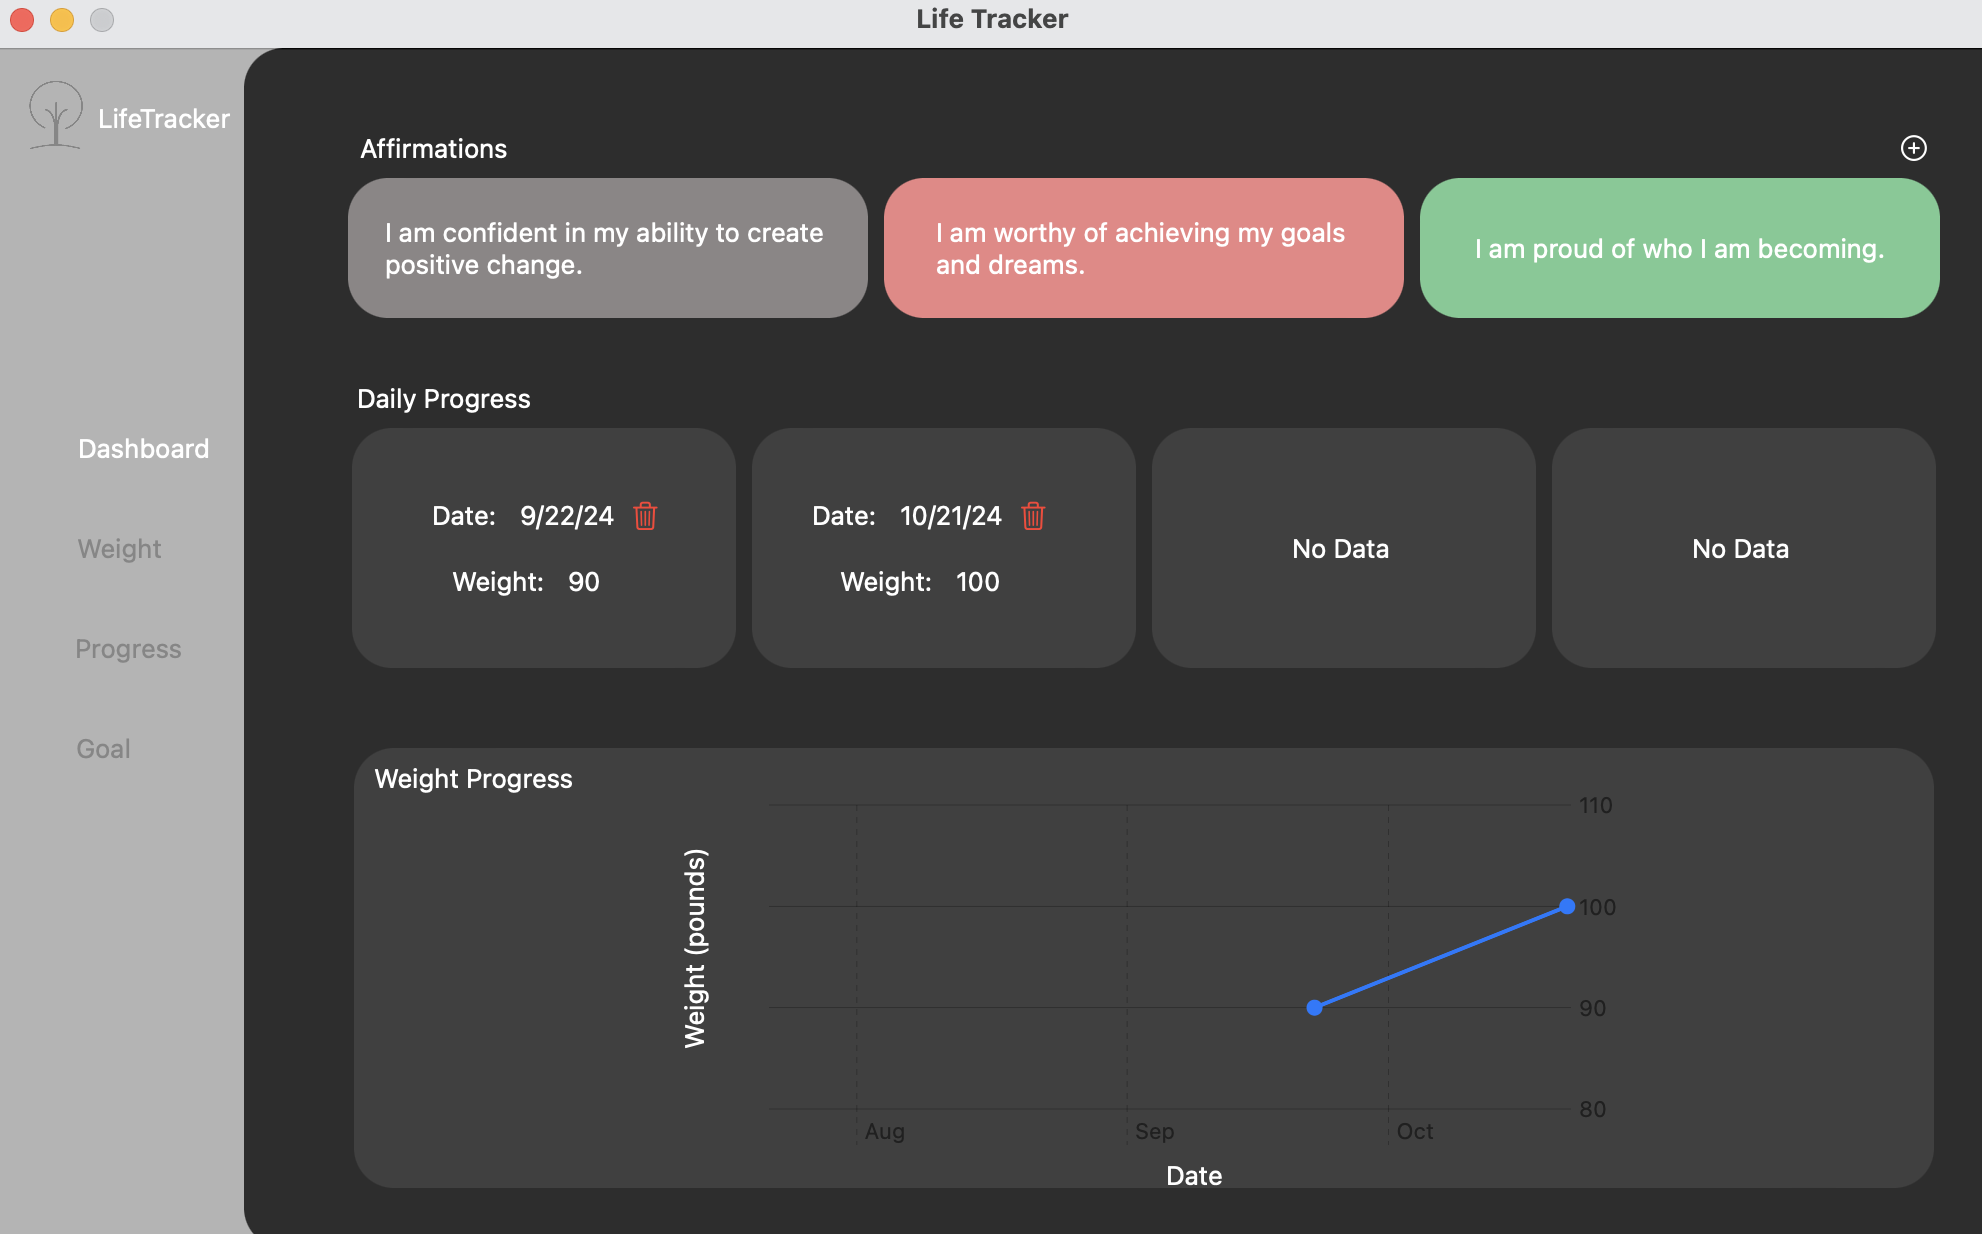 Life Tracker
LifeTracker
Dashboard
Weight
Progress
Goal
Affirmations
I am confident in my ability to create
positive change.
I am worthy of achieving my goals
and dreams.
I am proud of who I am becoming.
Daily Progress
Date: 9/22/24
Weight: 90
Date: 10/21/24
Weight: 100
No Data
No Data
Weight Progress
Weight (pounds)
110
100
90
80
Aug Sep Oct
Date